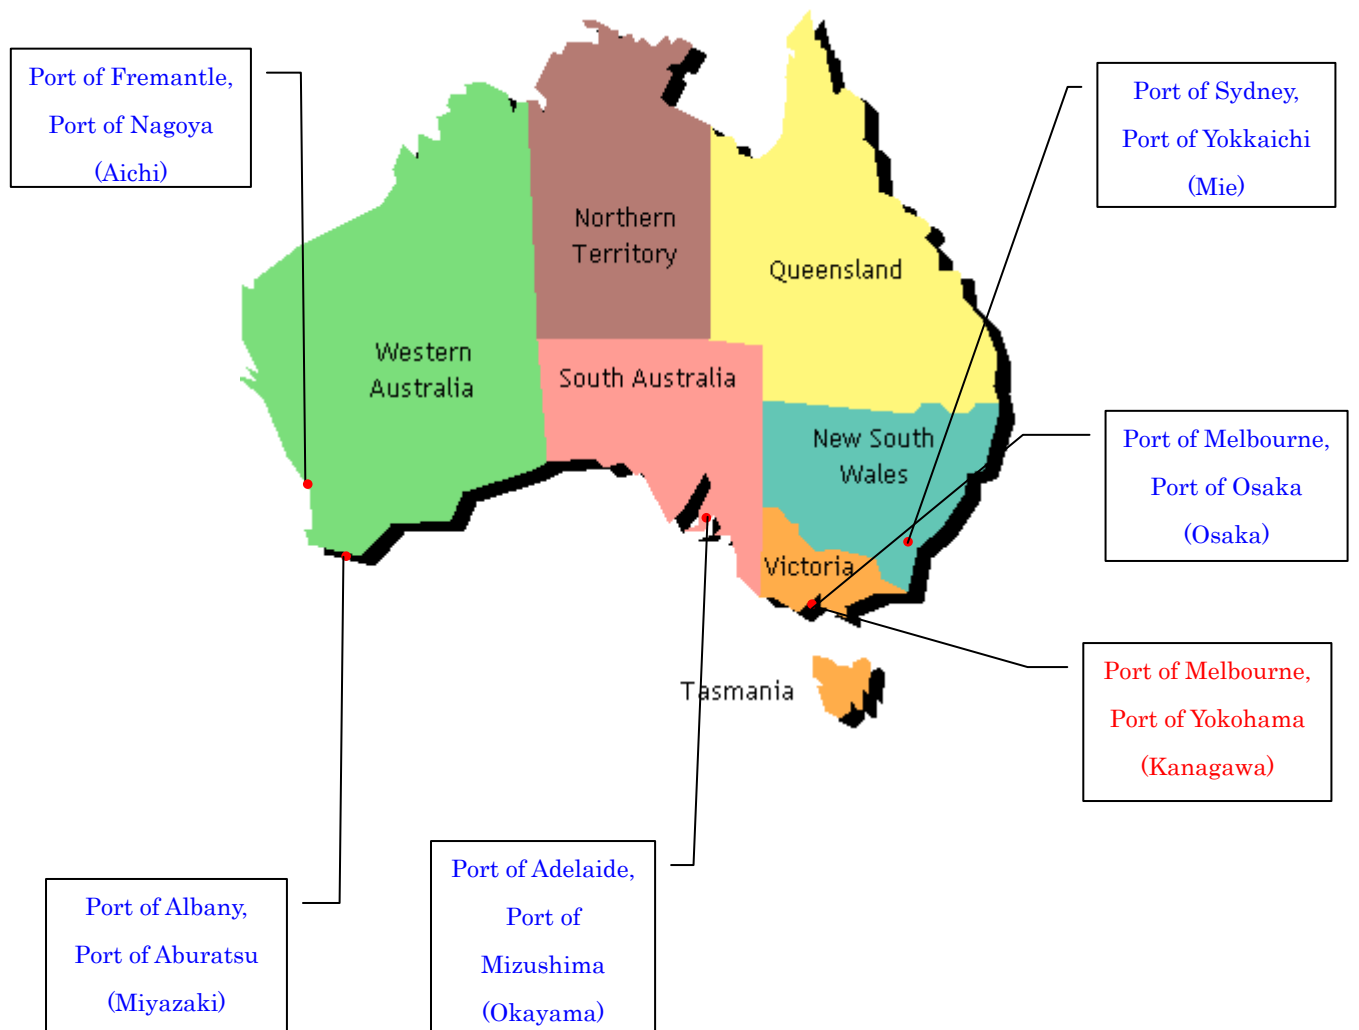 Port of Fremantle,
Port of Nagoya
(Aichi)
Port of Sydney,
Port of Yokkaichi
(Mie)
Northern
Territory
Queensland
Western
Australia
South Australia
New South
Wales
Port of Melbourne,
Port of Osaka
(Osaka)
Victoria
Tasmania
Port of Melbourne,
Port of Yokohama
(Kanagawa)
Port of Albany,
Port of Aburatsu
(Miyazaki)
Port of Adelaide,
Port of
Mizushima
(Okayama)